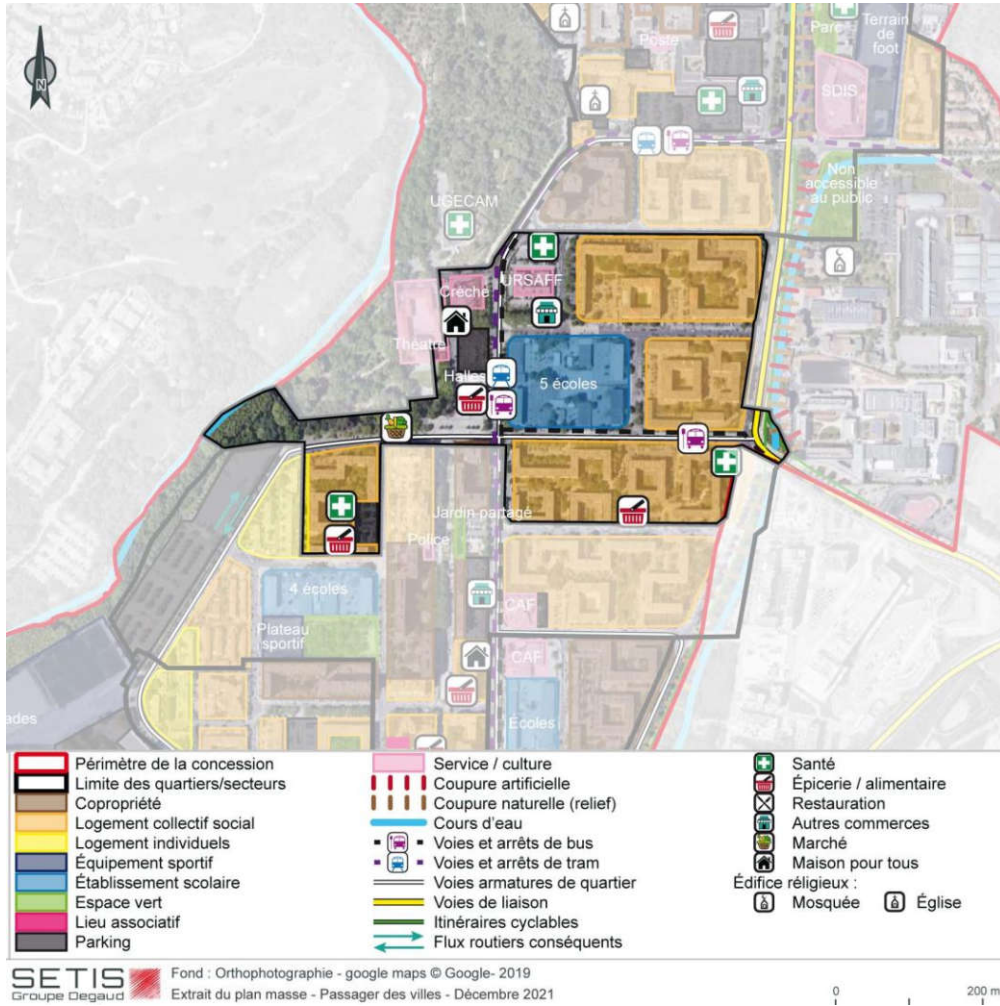 N
Poste
Parc
Terrain
de
foot
SDIS
Non
accessible
au public
UGECAM
Crèche
URSAFF
Théatre
Halles
5 écoles
Jardin partagé
Police
4 écoles
CAF
Plateau
sportif
CAF
Écoles
ades
Périmètre de la concession
Limite des quartiers/secteurs
Copropriété
Logement collectif social
Logement individuels
Équipement sportif
Établissement scolaire
Espace vert
Lieu associatif
Parking
Service / culture
Coupure artificielle
Coupure naturelle (relief)
Cours d'eau
Voies et arrêts de bus
Voies et arrêts de tram
Voies armatures de quartier
Voies de liaison
Itinéraires cyclables
Flux routiers conséquents
Santé
Épicerie / alimentaire
Restauration
Autres commerces
Marché
Maison pour tous
Édifice réligieux :
Mosquée Église
SETIS
Groupe Degaud
Fond : Orthophotographie - google maps © Google- 2019
Extrait du plan masse - Passager des villes - Décembre 2021
0 200 m